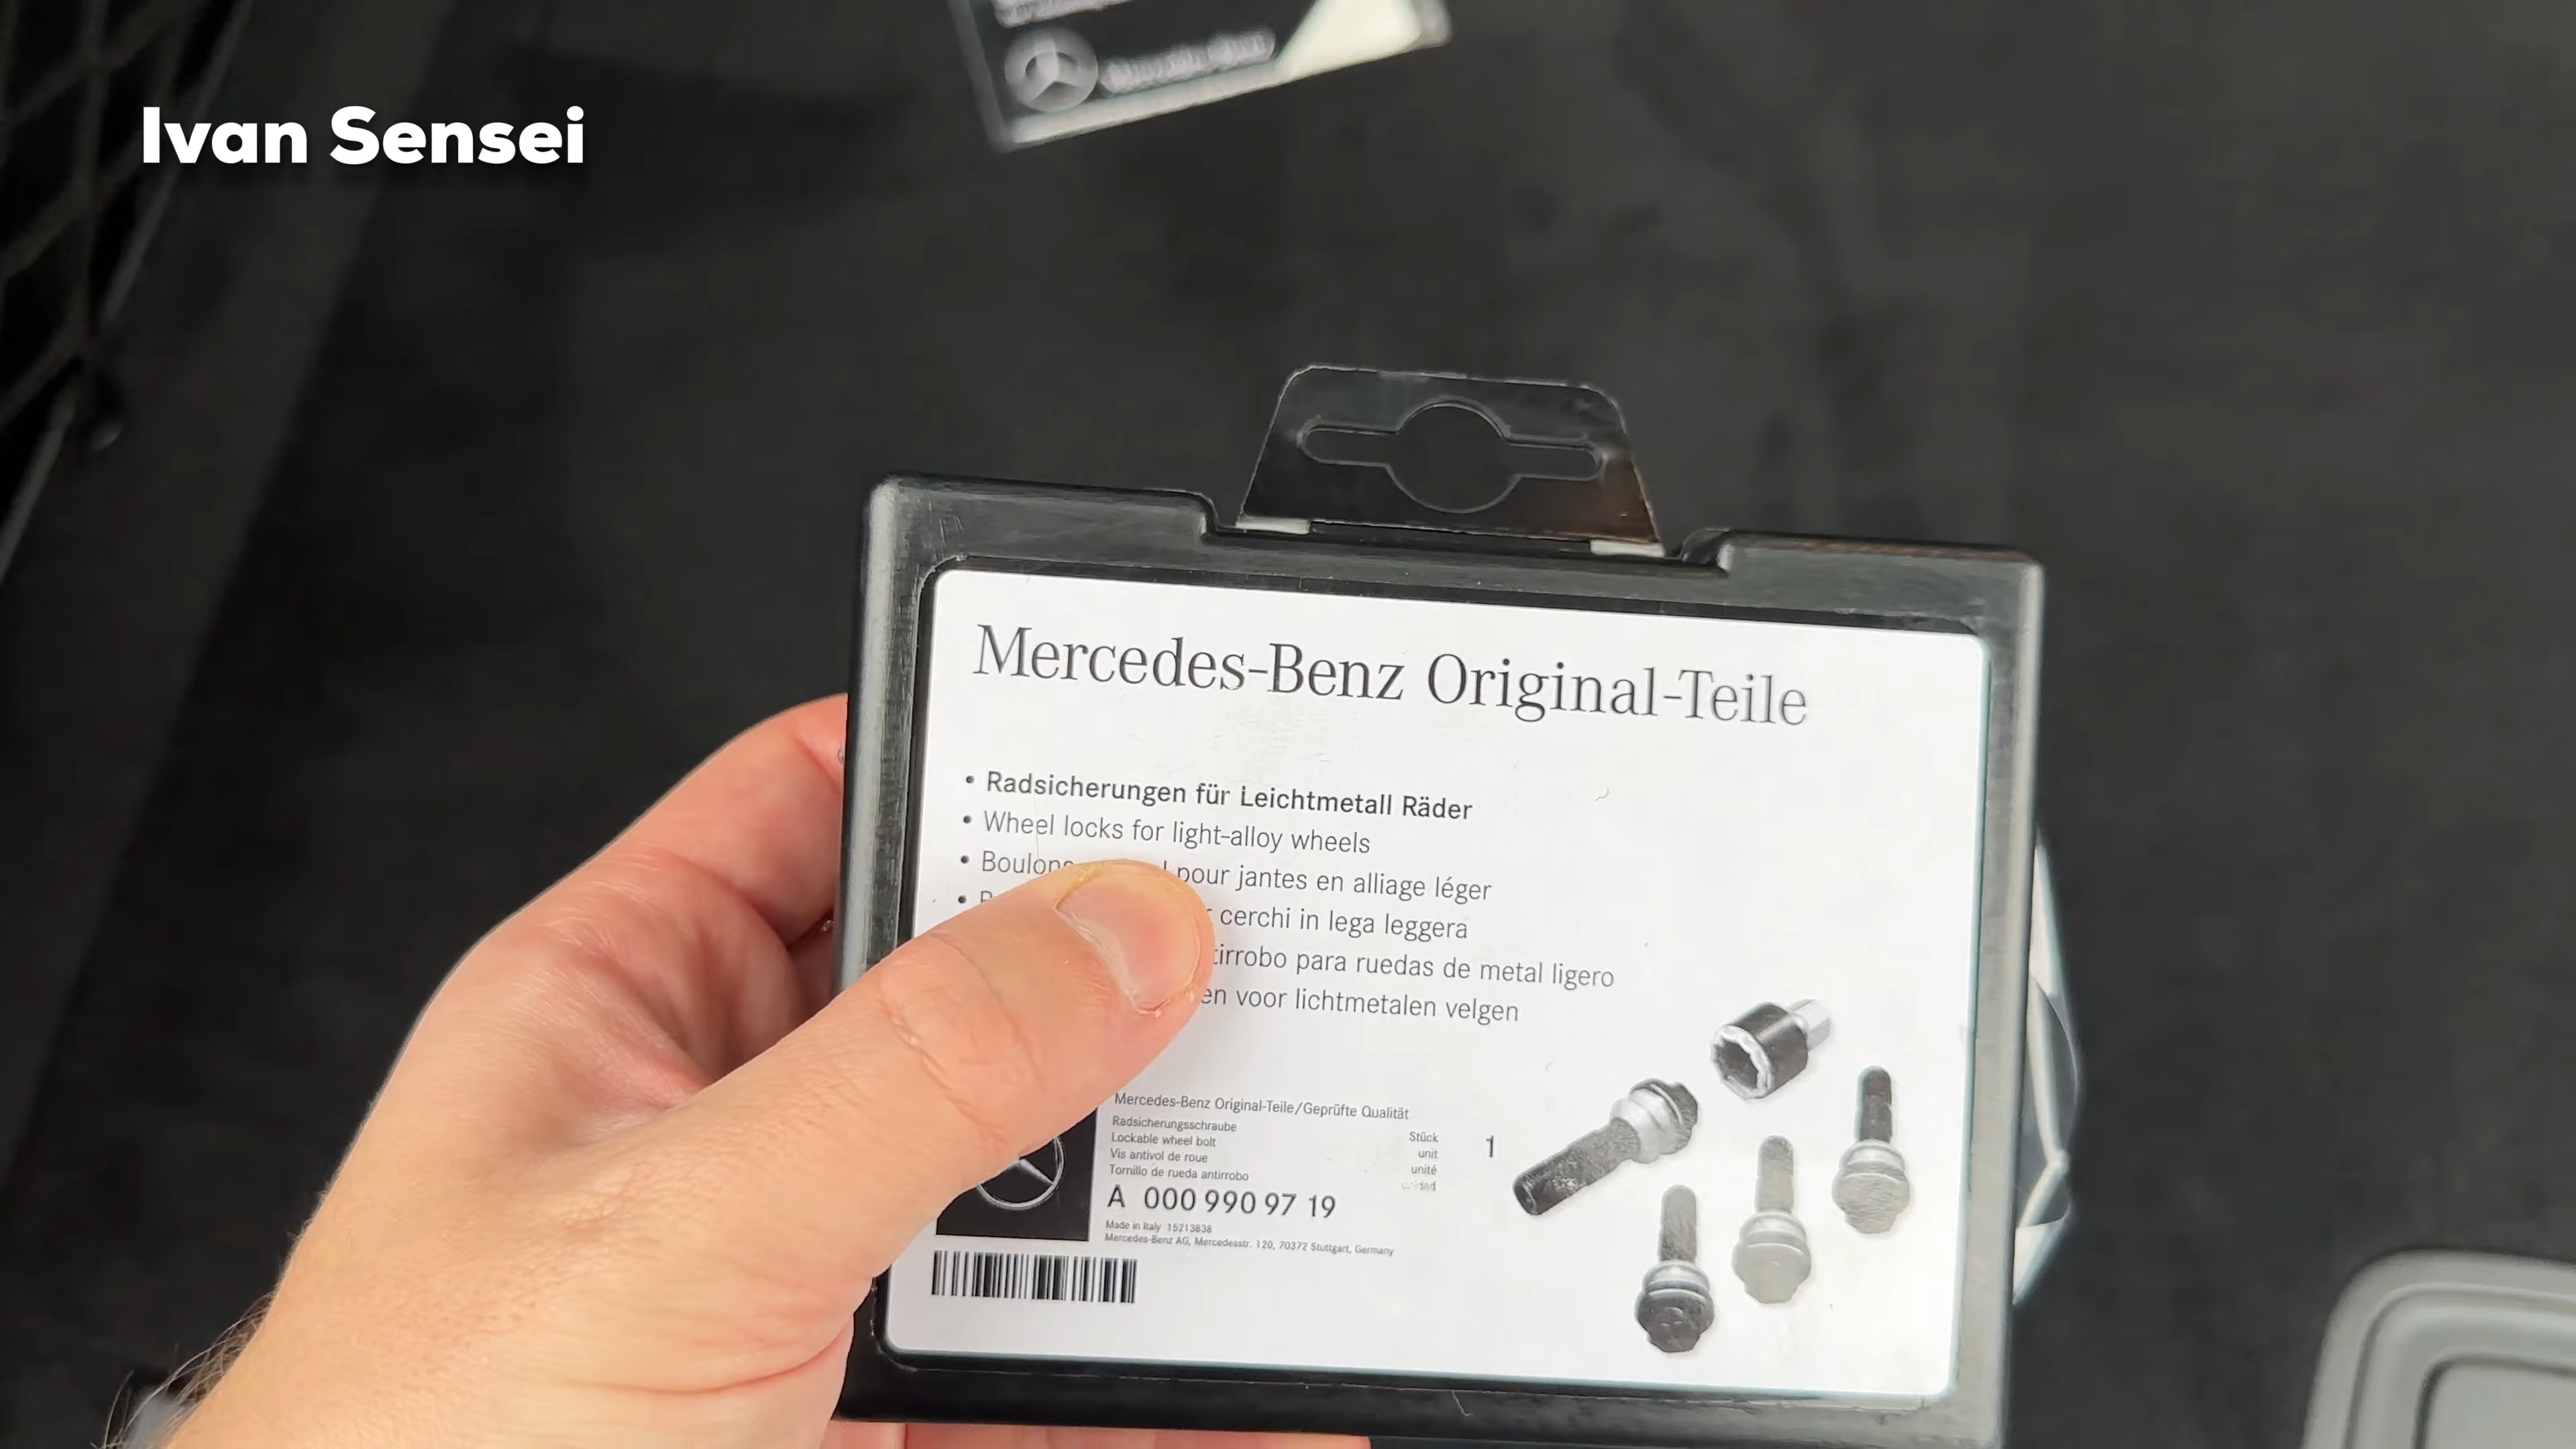 Ivan Sensei
Mercedes-Benz Original-Teile
• Radsicherungen für Leichtmetall Räder
• Wheel locks for light-alloy wheels
• pour jantes en alliage léger
• cerchi in lega leggera
para ruedas de metal ligero
voor lichtmetalen velgen
Mercedes-Benz Original-Teile/Geprüfte Qualität
Radsicherungsschraube
Lockable wheel bolt
Vis antivol de roue
Tornillo de rueda antirrobo
Stück
unit
unité
1
A 000 990 97 19
Made in Italy 15213838
Mercedes-Benz AG, Mercedesstr. 120, 70372 Stuttgart, Germany